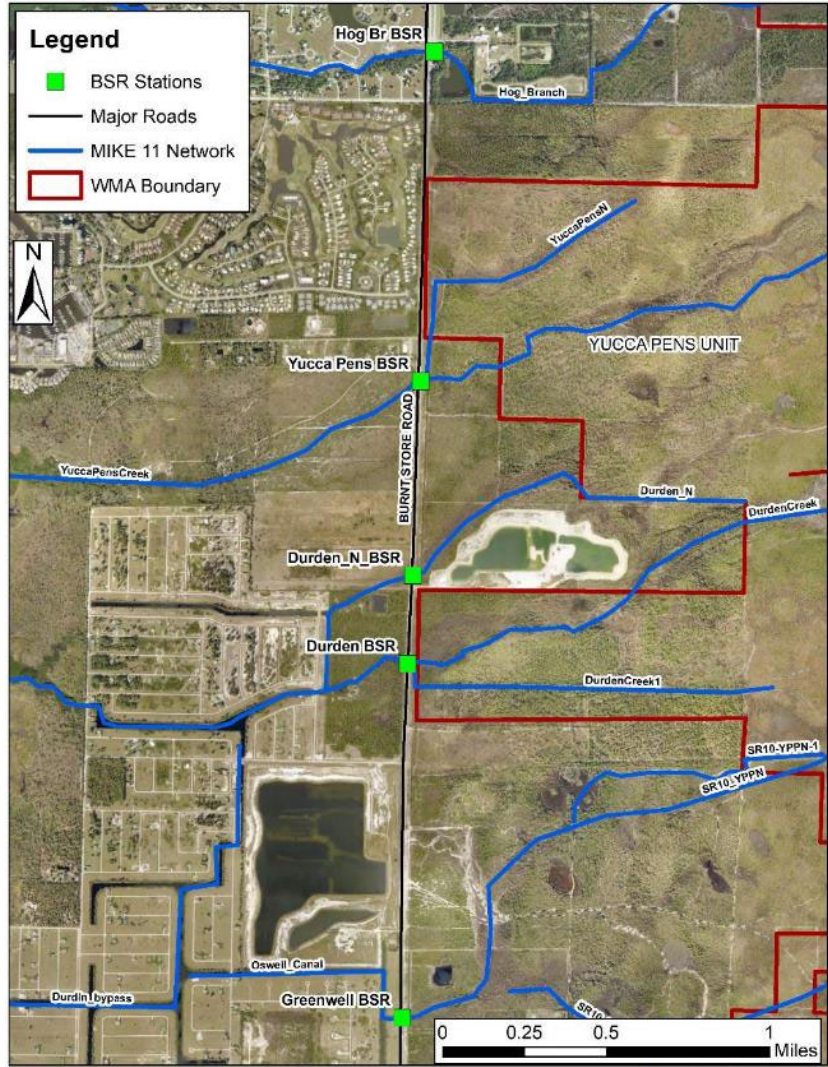 Legend
BSR Stations
Major Roads
MIKE 11 Network
WMA Boundary
N
Hog Br BSR
Hog_Branch
YuccaPensN
YUCCA PENS UNIT
Yucca Pens BSR
BURNT STORE ROAD
YuccaPensCreek
Durden_N
DurdenCreek
Durden_N_BSR
Durden BSR
DurdenCreek1
SR10-YPPN-1
SR10_YPPN
Oswell_Canal
Durdin_bypass
Greenwell BSR
0 0.25 0.5 1
Miles